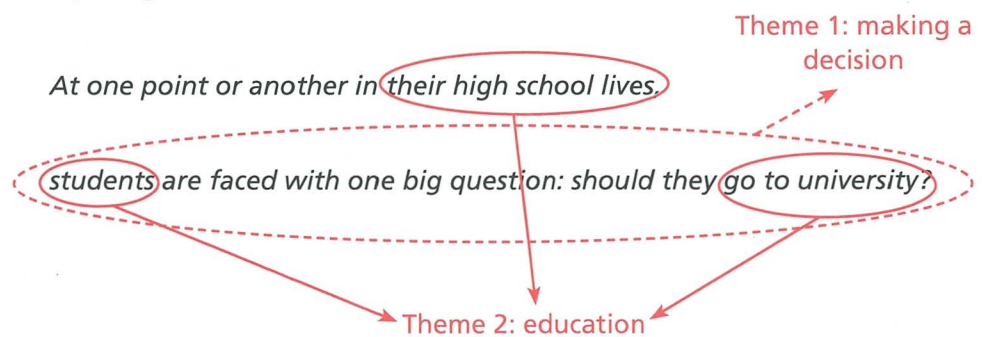 Theme 1: making a
decision
At one point or another in their high school lives,
students are faced with one big question: should they go to university?
Theme 2: education